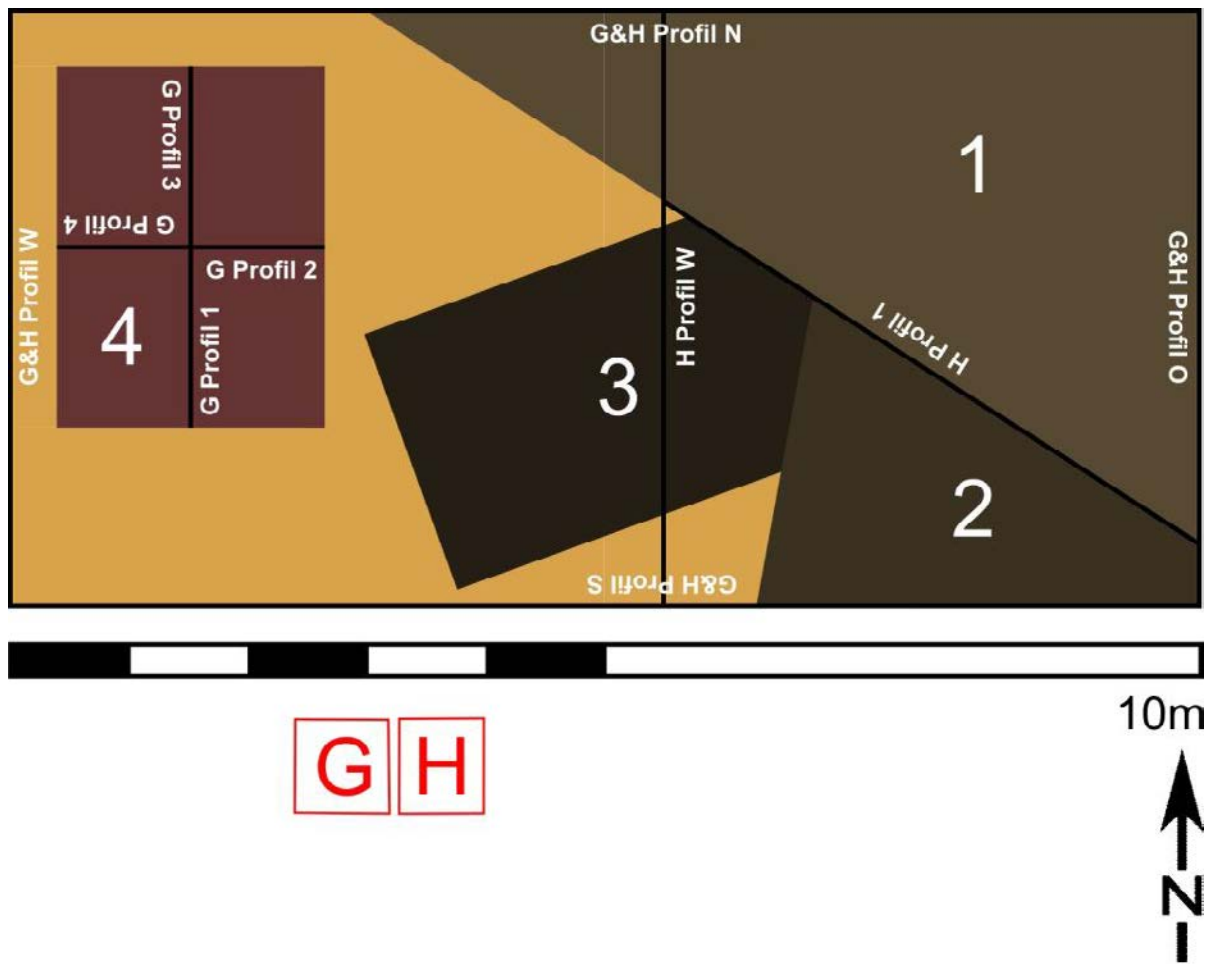 G&H Profil N
G Profil 3
1
G Profil 4
G&H Profil W
G&H Profil O
G Profil 2
H Profil W
4
G Profil 1
H Profil 1
3
2
G&H Profil S
10m
G H
N